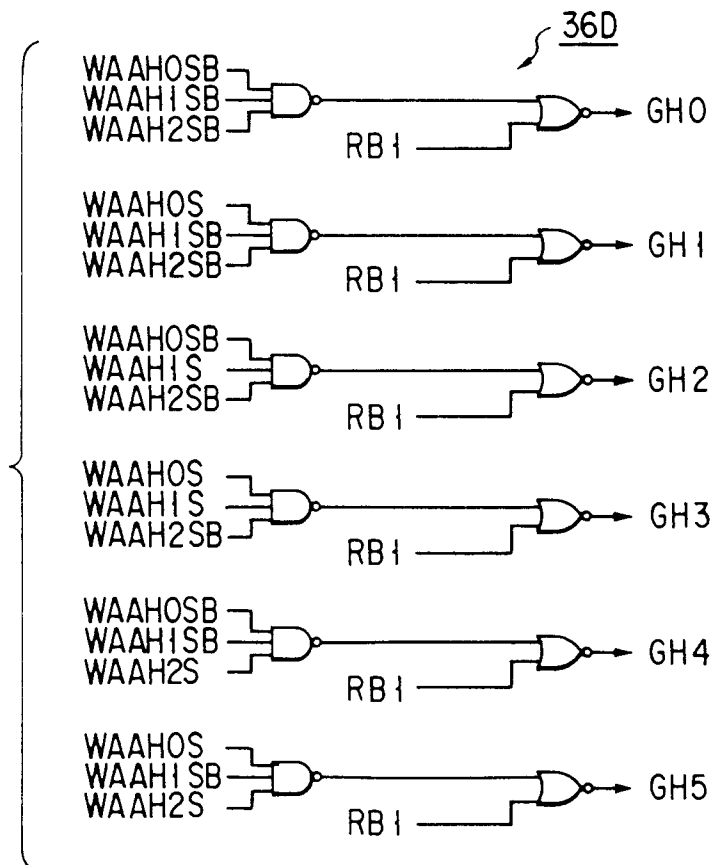 36D
WAAH0SB
WAAH1SB
WAAH2SB
RB1
GH0
WAAH0S
WAAH1SB
WAAH2SB
RB1
GH1
WAAH0SB
WAAH1S
WAAH2SB
RB1
GH2
WAAH0S
WAAH1S
WAAH2SB
RB1
GH3
WAAH0SB
WAAH1SB
WAAH2S
RB1
GH4
WAAH0S
WAAH1SB
WAAH2S
RB1
GH5